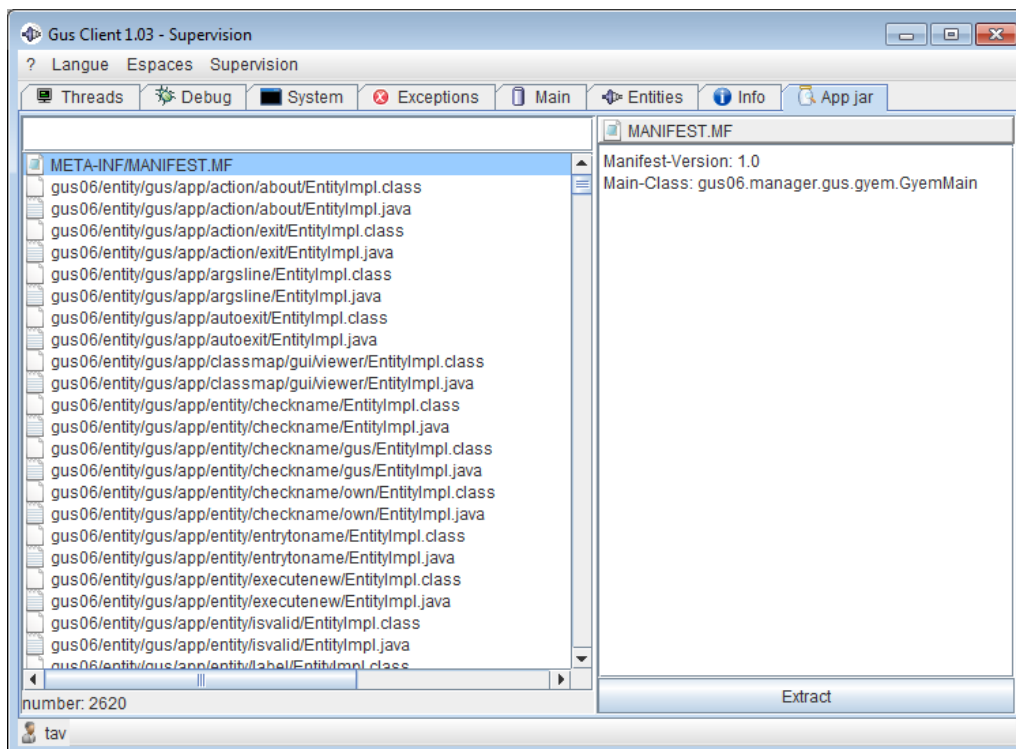 Gus Client 1.03 - Supervision
? Langue Espaces Supervision
Threads Debug System Exceptions Main Entities Info App jar
META-INF/MANIFEST.MF
gus06/entity/gus/app/action/about/EntityImpl.class
gus06/entity/gus/app/action/about/EntityImpl.java
gus06/entity/gus/app/action/exit/EntityImpl.class
gus06/entity/gus/app/action/exit/EntityImpl.java
gus06/entity/gus/app/argsline/EntityImpl.class
gus06/entity/gus/app/argsline/EntityImpl.java
gus06/entity/gus/app/autoexit/EntityImpl.class
gus06/entity/gus/app/autoexit/EntityImpl.java
gus06/entity/gus/app/classmap/gui/viewer/EntityImpl.class
gus06/entity/gus/app/classmap/gui/viewer/EntityImpl.java
gus06/entity/gus/app/entity/checkname/EntityImpl.class
gus06/entity/gus/app/entity/checkname/EntityImpl.java
gus06/entity/gus/app/entity/checkname/gus/EntityImpl.class
gus06/entity/gus/app/entity/checkname/gus/EntityImpl.java
gus06/entity/gus/app/entity/checkname/own/EntityImpl.class
gus06/entity/gus/app/entity/checkname/own/EntityImpl.java
gus06/entity/gus/app/entity/entrytoname/EntityImpl.class
gus06/entity/gus/app/entity/entrytoname/EntityImpl.java
gus06/entity/gus/app/entity/executenew/EntityImpl.class
gus06/entity/gus/app/entity/executenew/EntityImpl.java
gus06/entity/gus/app/entity/isvalid/EntityImpl.class
gus06/entity/gus/app/entity/isvalid/EntityImpl.java
gus06/entity/gus/app/entity/label/EntityImpl.class
number: 2620
MANIFEST.MF
Manifest-Version: 1.0
Main-Class: gus06.manager.gus.gyem.GyemMain
Extract
tav